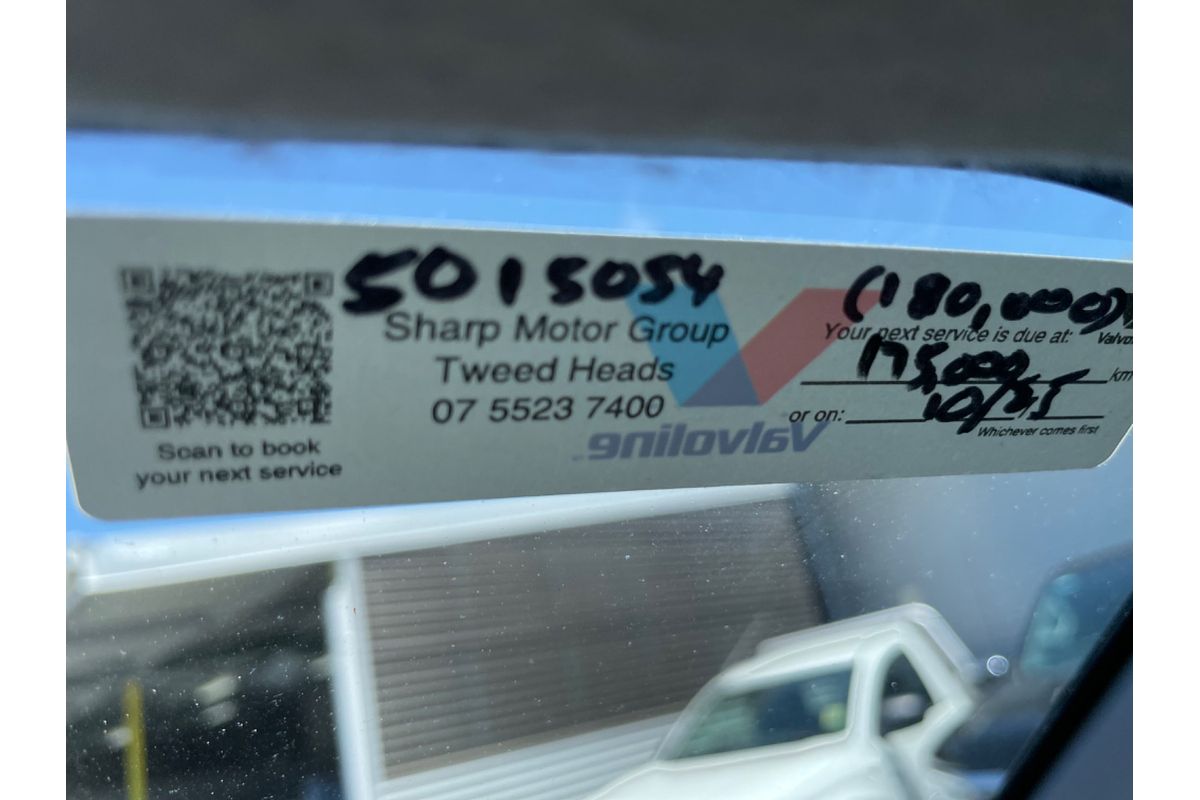 5015054
Sharp Motor Group
Tweed Heads
07 5523 7400
Scan to book
your next service
Valvoline
(180,000)
Your next service is due at:
175,000 km
or on: 10/25
Whichever comes first